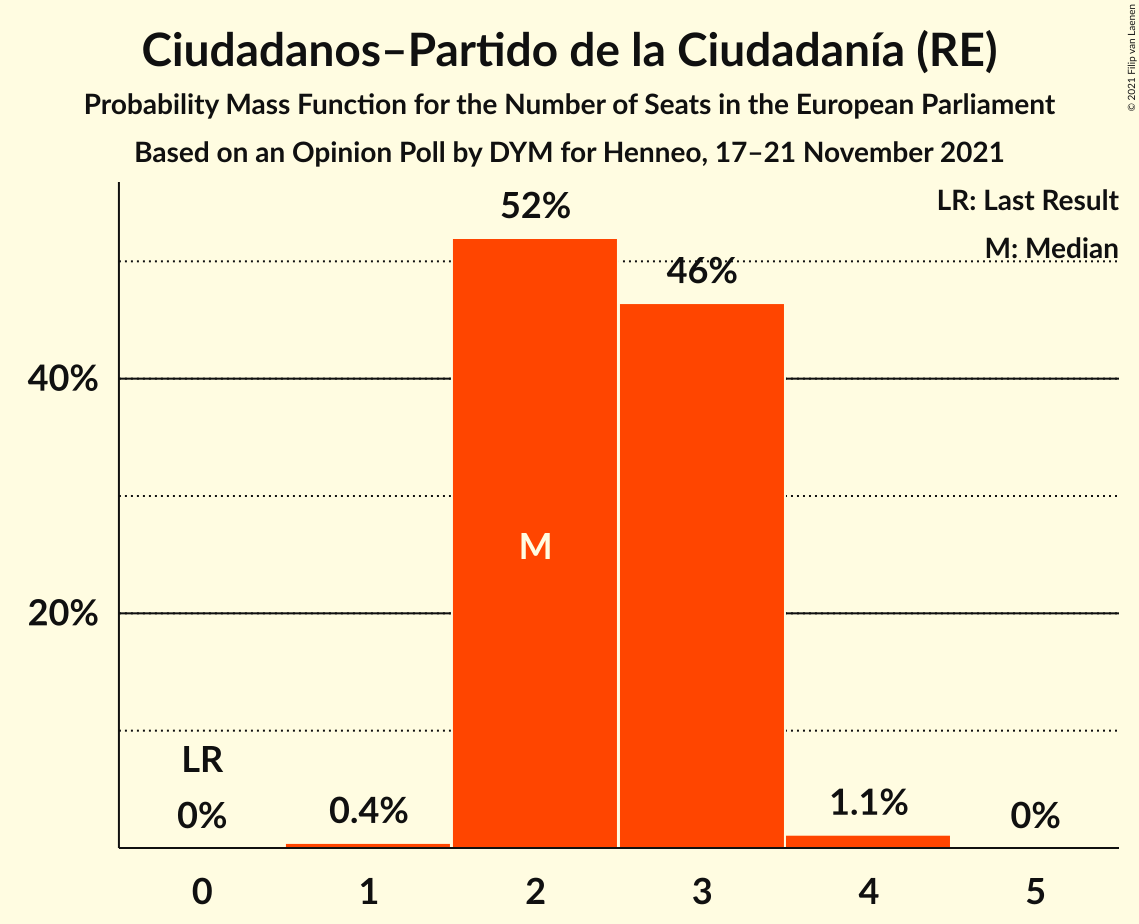 Ciudadanos–Partido de la Ciudadanía (RE)
Probability Mass Function for the Number of Seats in the European Parliament
Based on an Opinion Poll by DYM for Henneo, 17–21 November 2021
© 2021 Filip van Laenen
LR: Last Result
M: Median
52%
46%
40%
M
20%
LR
0%
0.4%
1.1%
0%
0 1 2 3 4 5